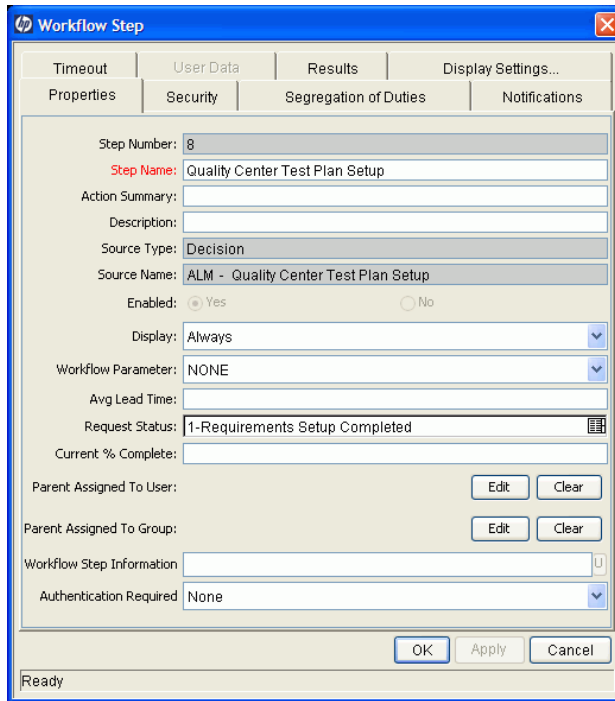 hp Workflow Step
Timeout User Data Results Display Settings...
Properties Security Segregation of Duties Notifications
Step Number: 8
Step Name: Quality Center Test Plan Setup
Action Summary:
Description:
Source Type: Decision
Source Name: ALM - Quality Center Test Plan Setup
Enabled: Yes No
Display: Always
Workflow Parameter: NONE
Avg Lead Time:
Request Status: 1-Requirements Setup Completed
Current % Complete:
Parent Assigned To User: Edit Clear
Parent Assigned To Group: Edit Clear
Workflow Step Information U
Authentication Required None
OK Apply Cancel
Ready